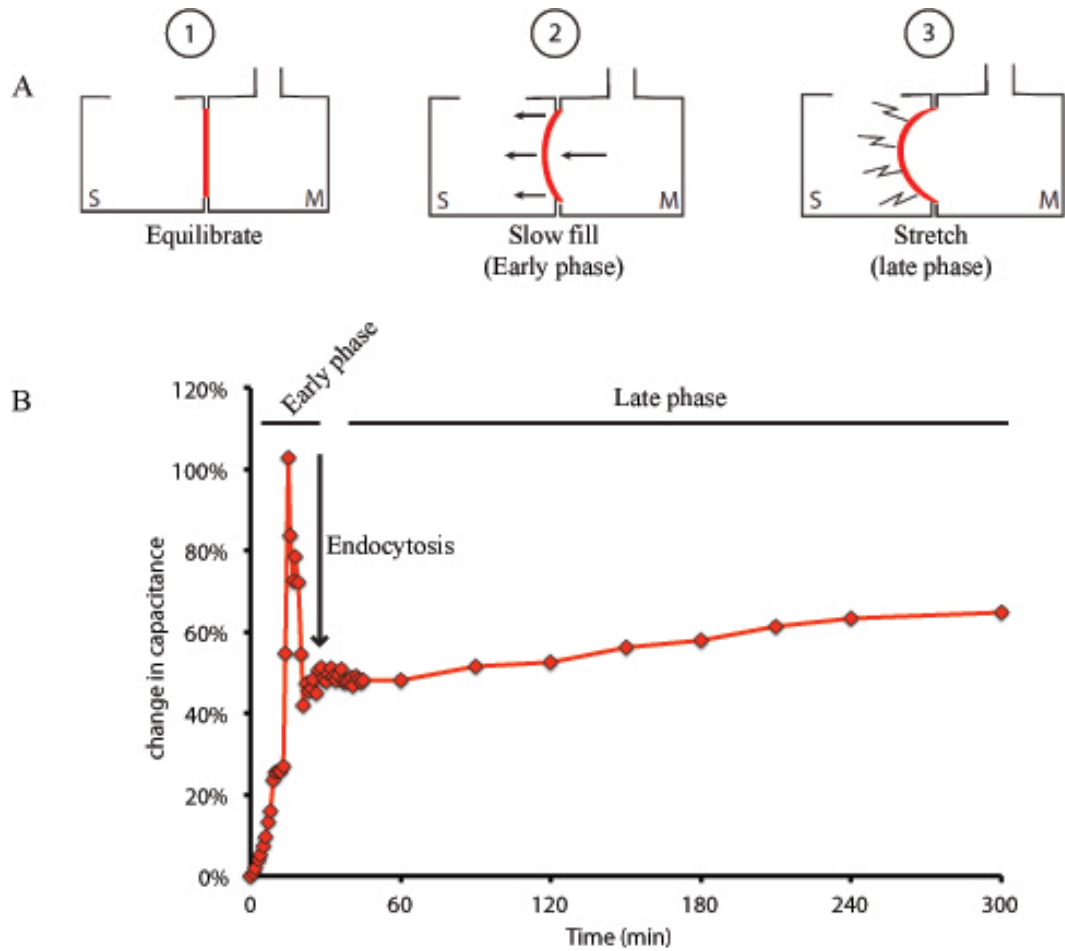 1
2
3
A
S
M
Equilibrate
S
M
Slow fill
(Early phase)
S
M
Stretch
(late phase)
B
Early phase
Late phase
Endocytosis
change in capacitance
120%
100%
80%
60%
40%
20%
0%
0
60
120
180
240
300
Time (min)